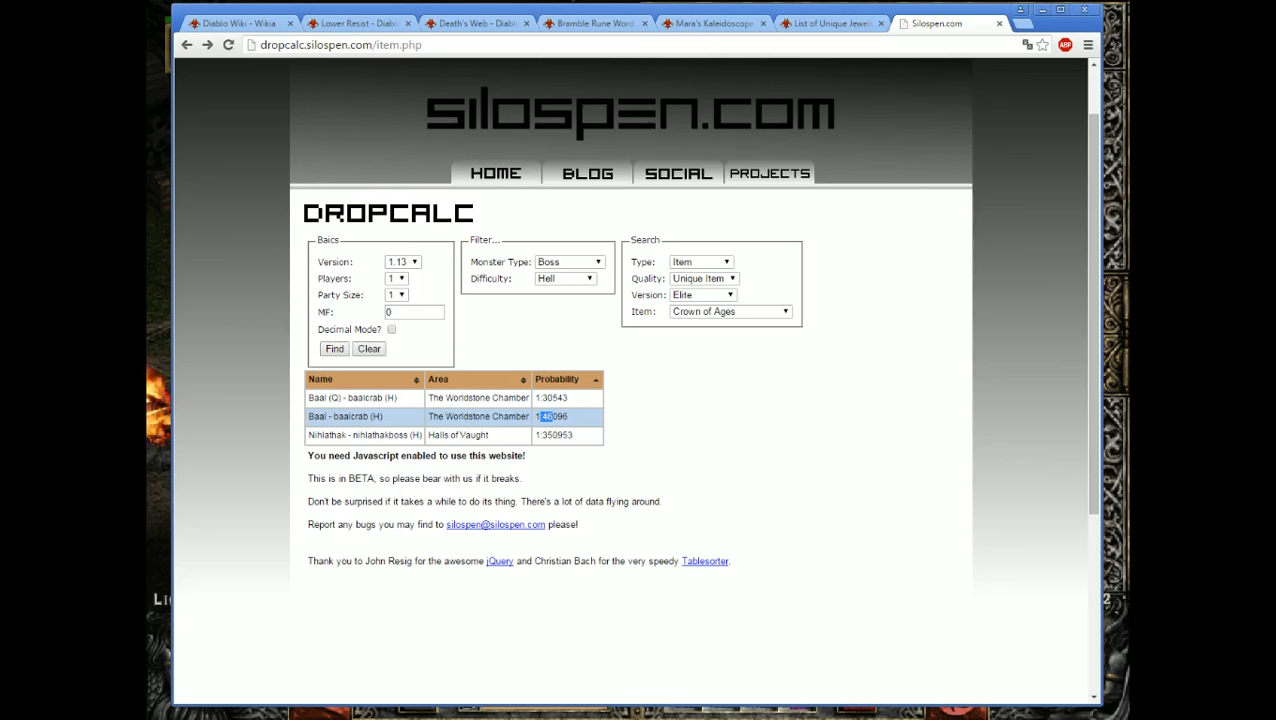 Diablo Wiki - Wikia
Lower Resist - Diabl
Death's Web - Diabl
Bramble Rune Word
Mara's Kaleidoscope
List of Unique Jewel
Silospen.com
dropcalc.silospen.com/item.php
ABP
silospen.com
HOME
BLOG
SOCIAL
PROJECTS
DROPCALC
Baics
Version: 1.13
Players: 1
Party Size: 1
MF: 0
Decimal Mode?
Find Clear
Filter...
Monster Type: Boss
Difficulty: Hell
Search
Type: Item
Quality: Unique Item
Version: Elite
Item: Crown of Ages
Name Area Probability
Baal (Q) - baalcrab (H) The Worldstone Chamber 1:30543
Baal - baalcrab (H) The Worldstone Chamber 1:46096
Nihlathak - nihlathakboss (H) Halls of Vaught 1:350953
You need Javascript enabled to use this website!
This is in BETA, so please bear with us if it breaks.
Don't be surprised if it takes a while to do its thing. There's a lot of data flying around.
Report any bugs you may find to silospen@silospen.com please!
Thank you to John Resig for the awesome jQuery and Christian Bach for the very speedy Tablesorter.
Li
2